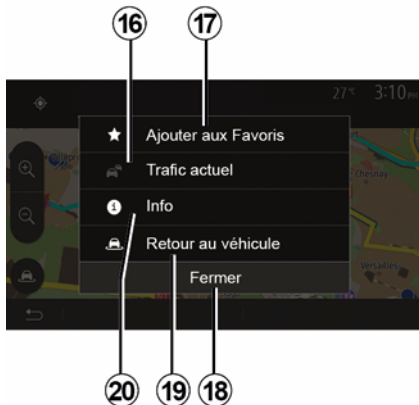 16
17
27 °C 3:10 PM
Ajouter aux Favoris
Trafic actuel
Chesnay
Info
Retour au véhicule
Versailles
Fermer
20
19
18